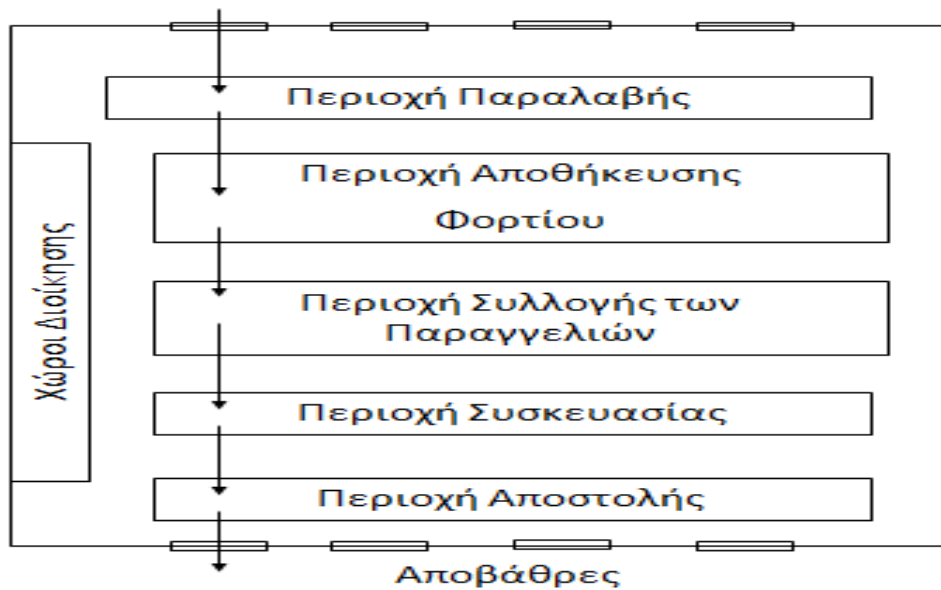 Περιοχή Παραλαβής
Περιοχή Αποθήκευσης
Φορτίου
Χώροι Διοίκησης
Περιοχή Συλλογής των
Παραγγελιών
Περιοχή Συσκευασίας
Περιοχή Αποστολής
Αποβάθρες